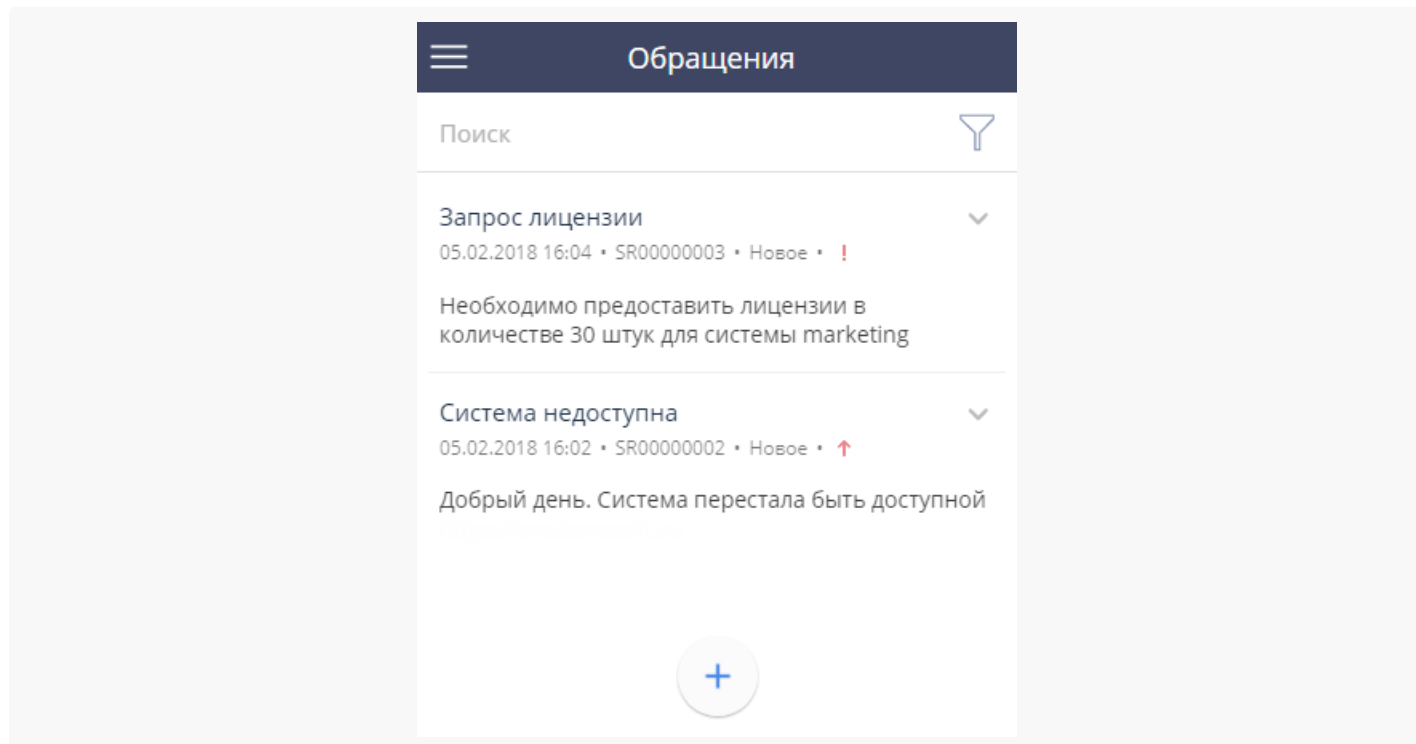 Обращения
Поиск
Запрос лицензии
05.02.2018 16:04 • SR00000003 • Новое • !
Необходимо предоставить лицензии в
количестве 30 штук для системы marketing
Система недоступна
05.02.2018 16:02 • SR00000002 • Новое • ↑
Добрый день. Система перестала быть доступной
+